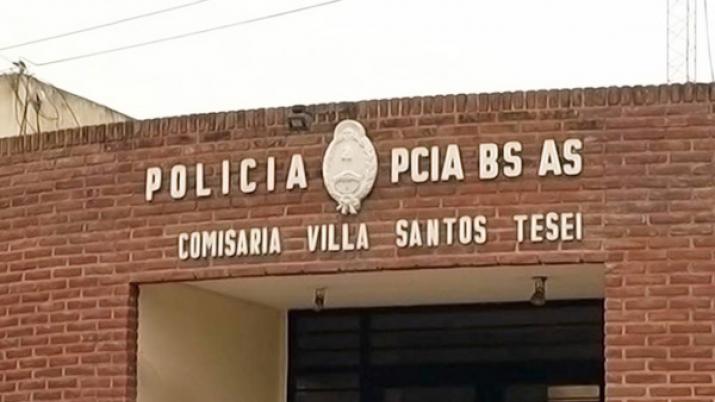 POLICIA PCIA BS AS
COMISARIA VILLA SANTOS TESEI